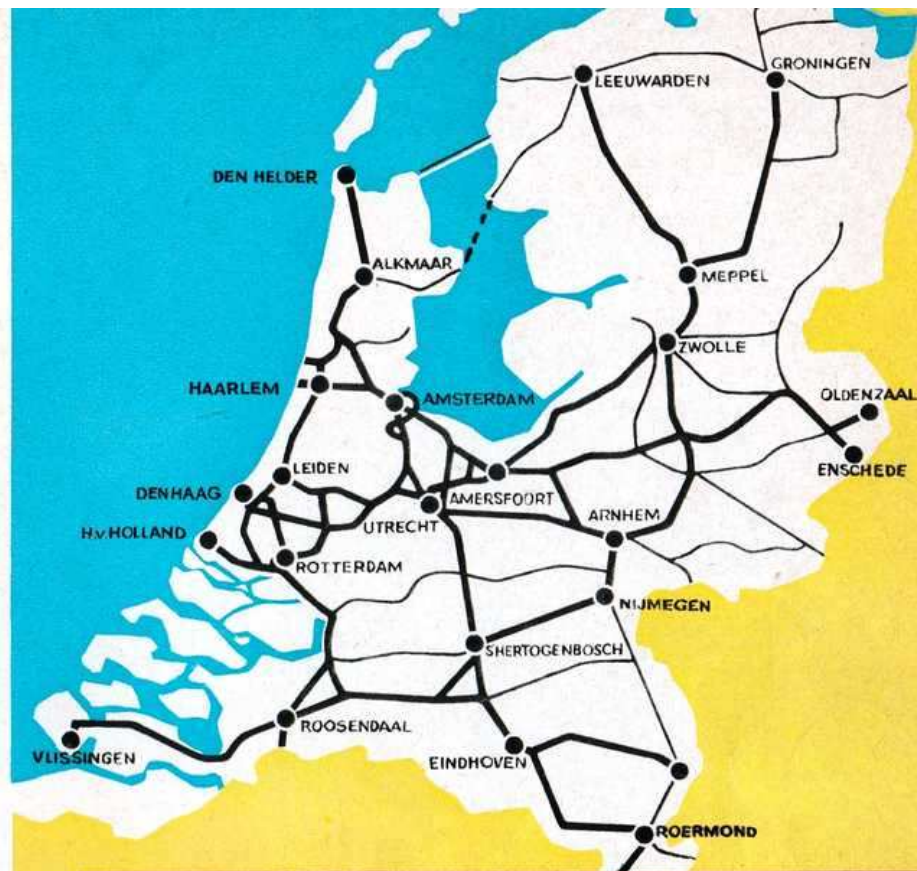 GRONINGEN
LEEUWARDEN
DEN HELDER
ALKMAAR
MEPPEL
ZWOLLE
HAARLEM
AMSTERDAM
OLDENZAAL
ENSCHEDE
LEIDEN
DENHAAG
AMERSFOORT
UTRECHT
ARNHEM
H.v.HOLLAND
ROTTERDAM
NIJMEGEN
SHERTOGENBOSCH
ROOSENDAAL
VLISSINGEN
EINDHOVEN
ROERMOND